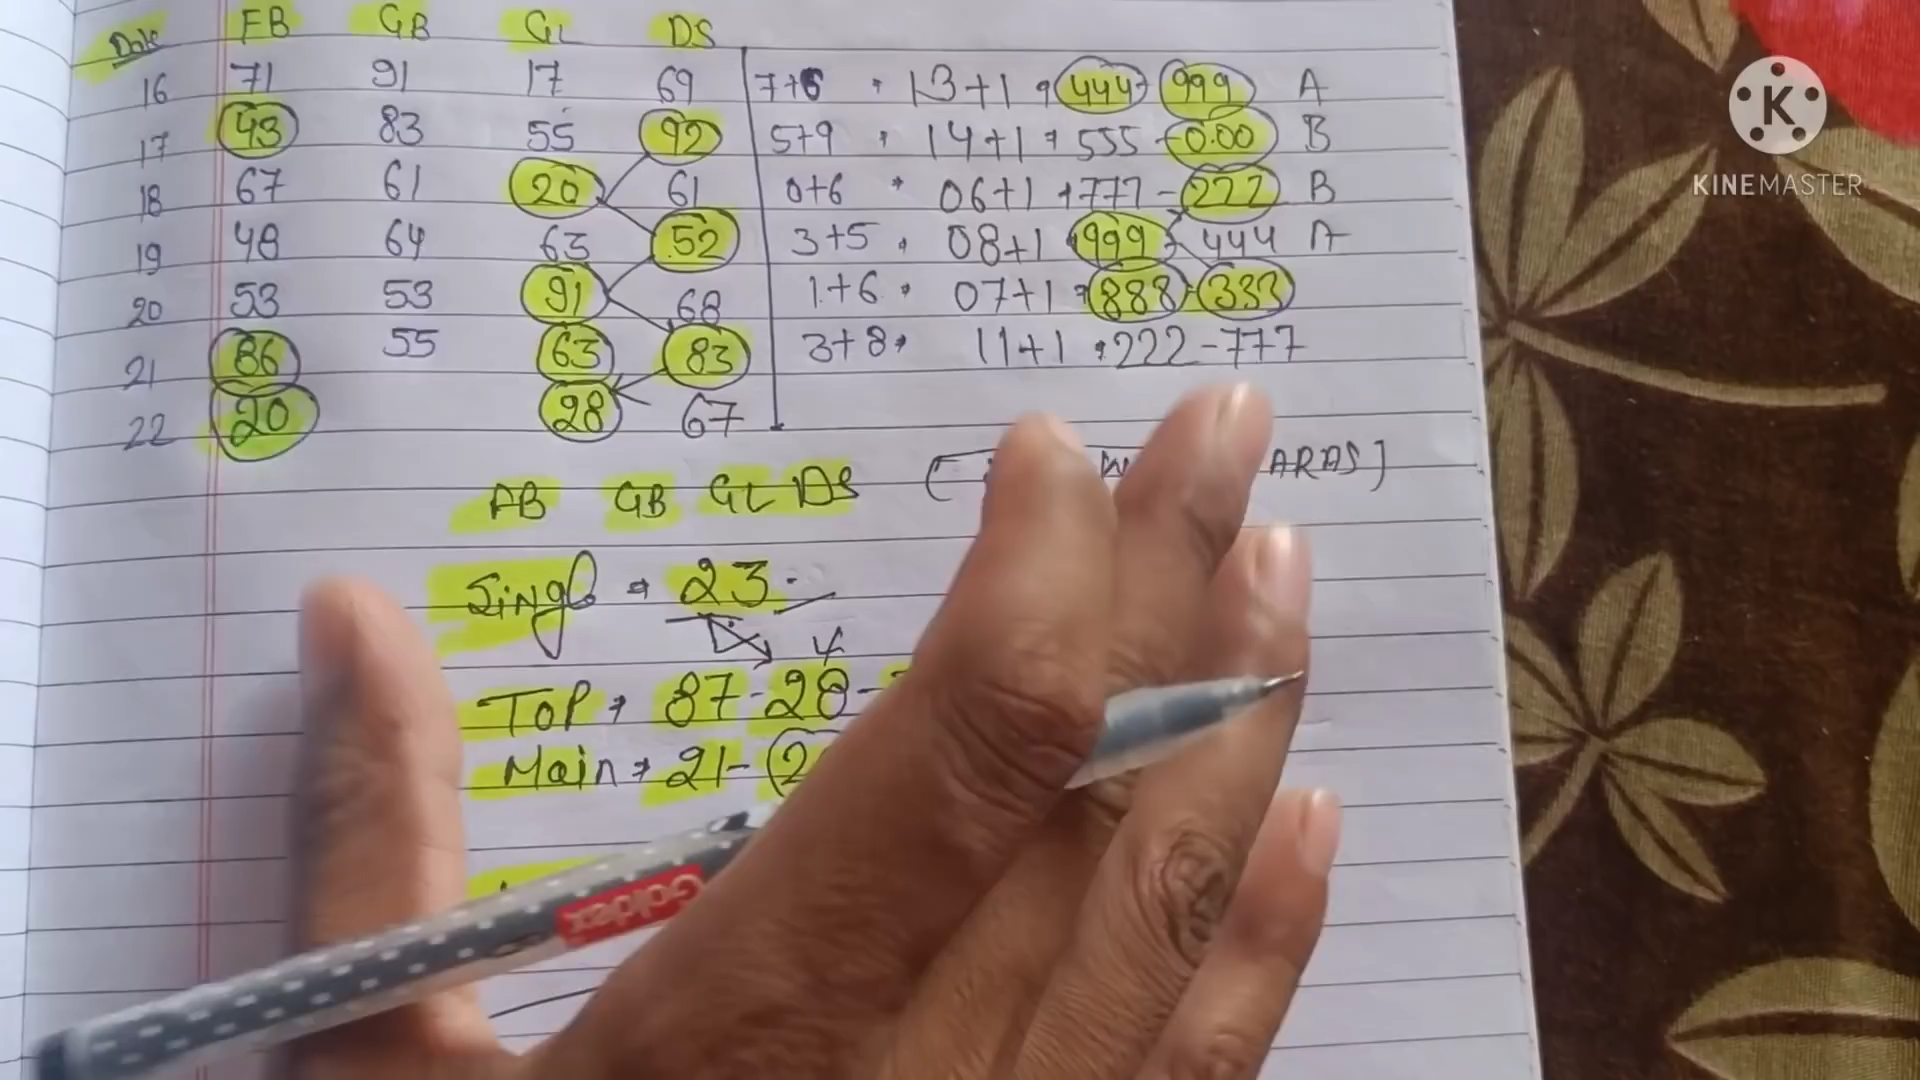 Date FB GB GL DS
16 71 91 17 69 7+6 • 13+1 • 444 - 999 A
17 43 83 55 92 5+9 • 14+1 • 555 - 0.00 B
18 67 61 20 61 0+6 • 06+1 • 777 - 222 B
19 48 64 63 52 3+5 • 08+1 • 999 - 444 A
20 53 53 91 68 1+6 • 07+1 • 888 - 333
21 86 55 63 83 3+8 • 11+1 • 222 - 777
22 20 28 67
FB GB GL DS
Single = 23
TOP = 87 - 28 -
Main = 21 -
Goldex
K
KINEMASTER